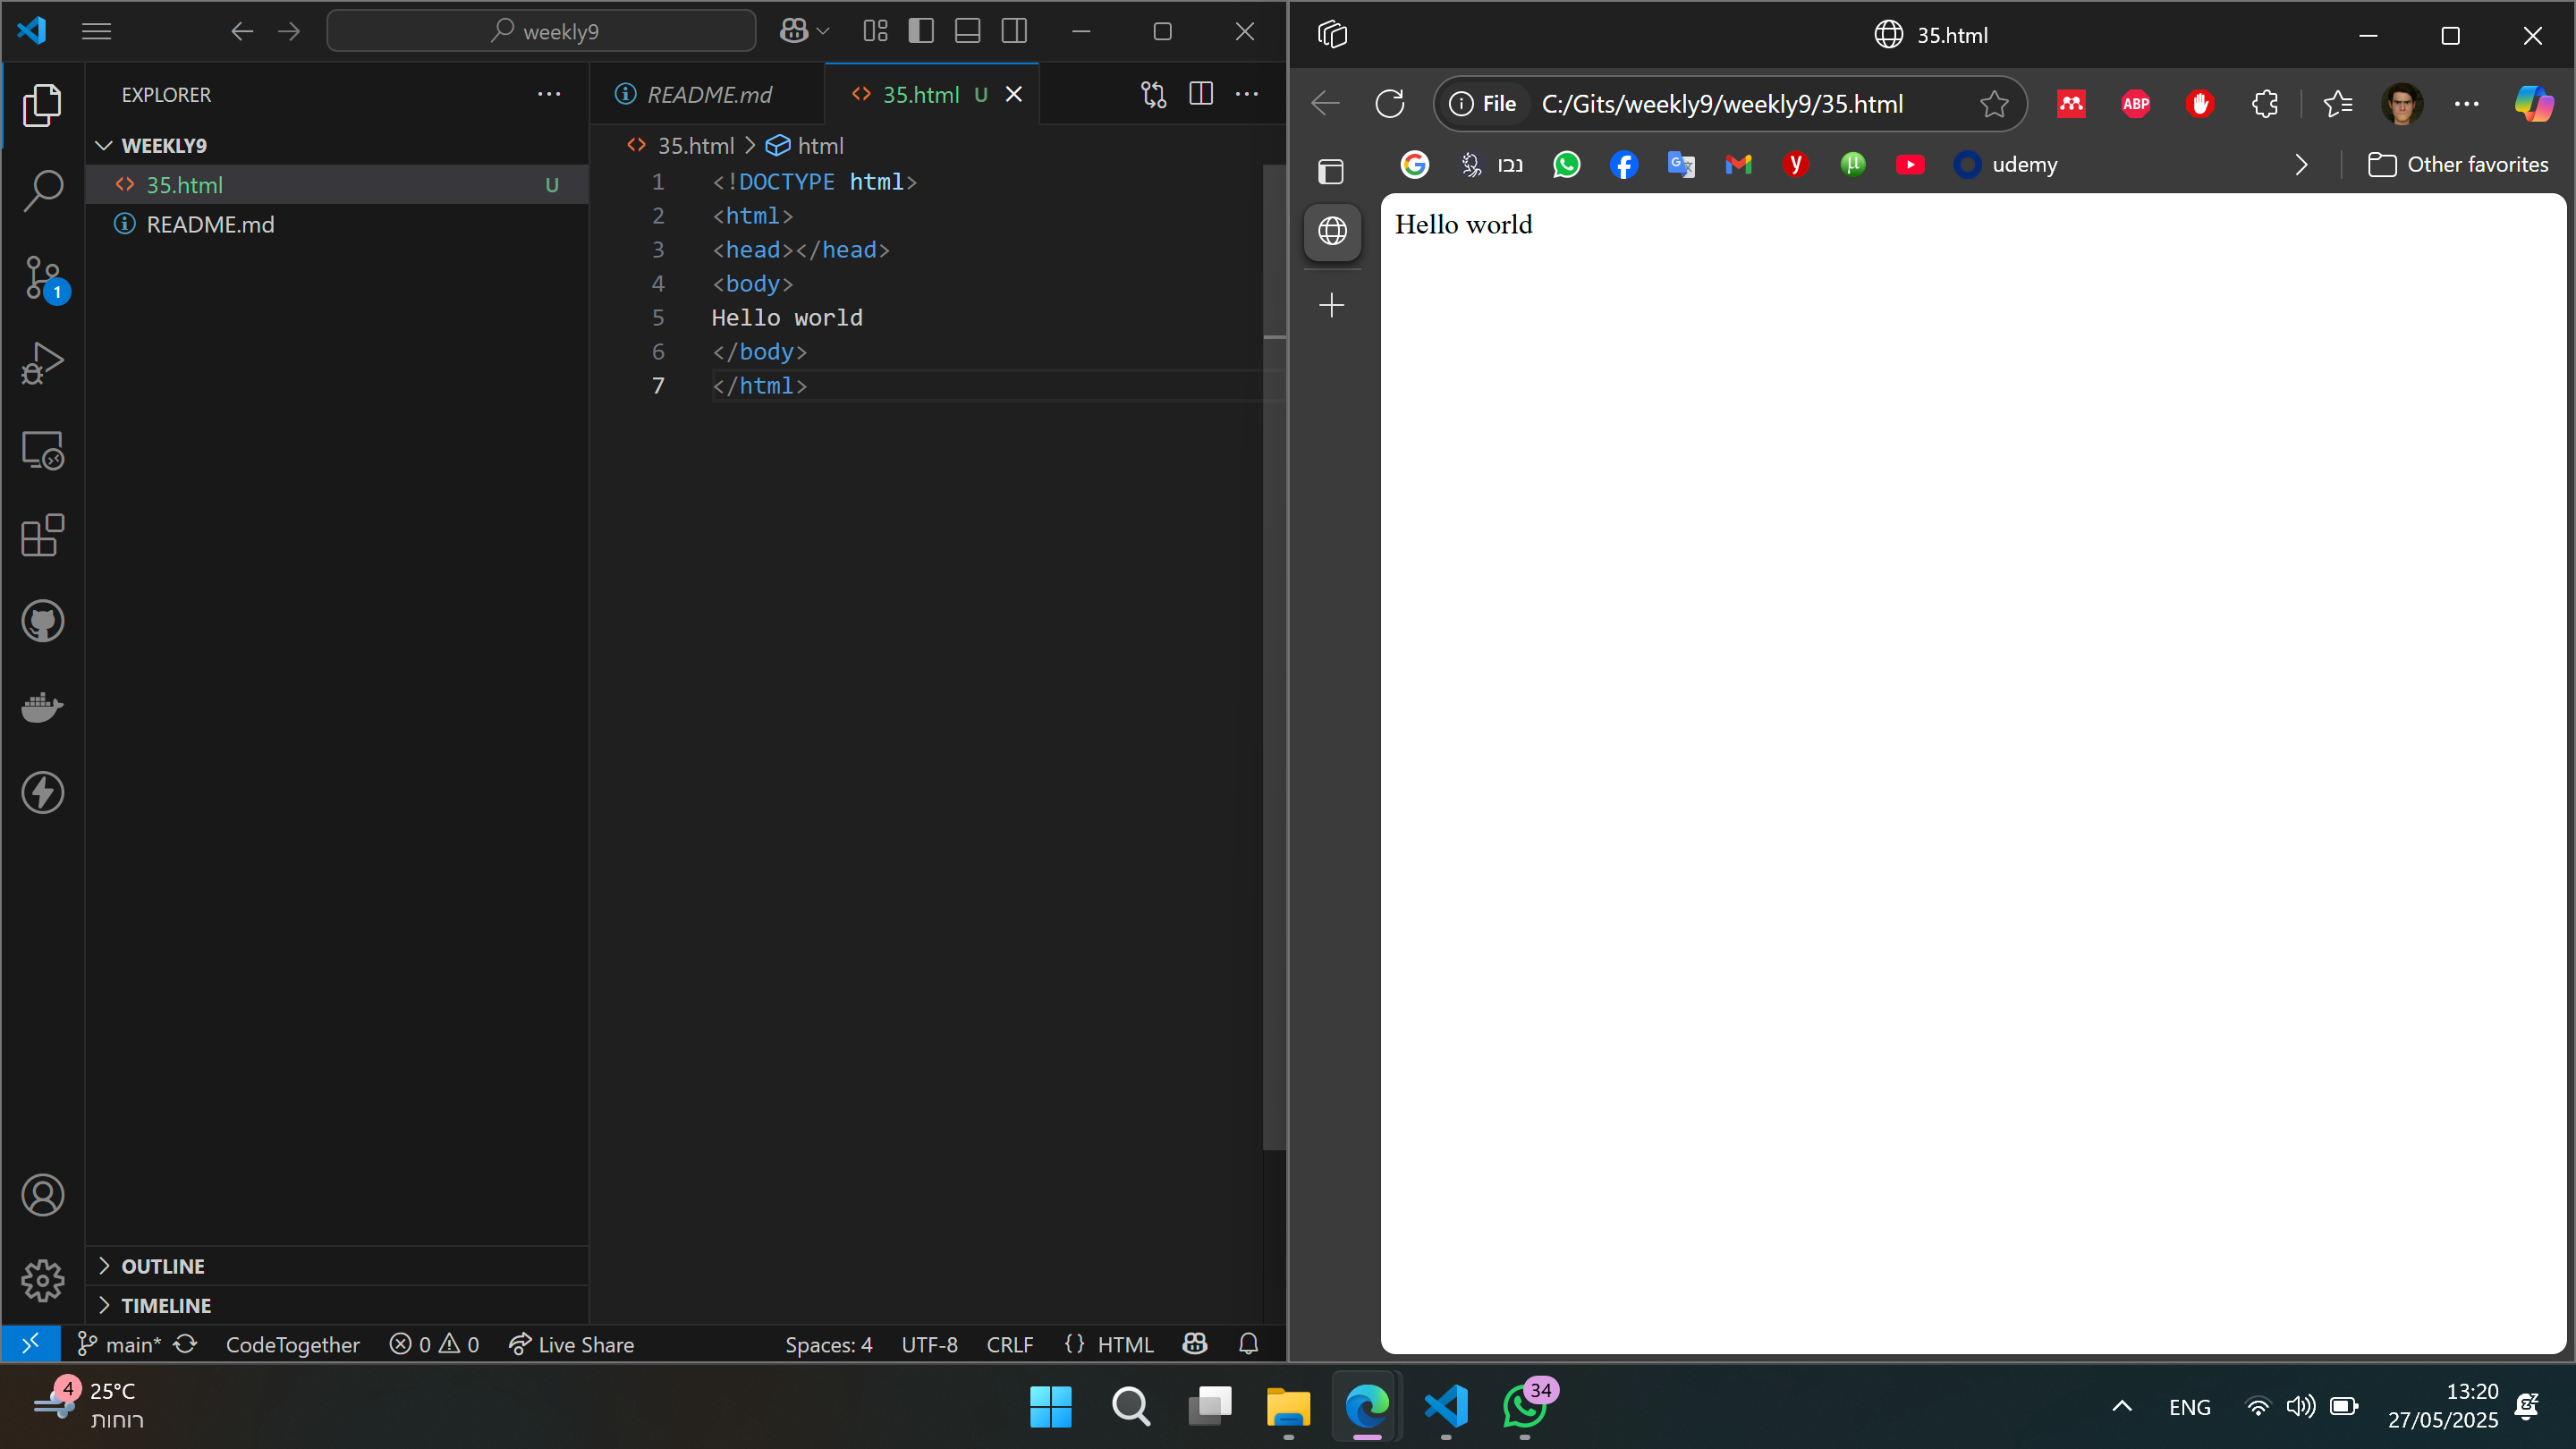 weekly9
EXPLORER
WEEKLY9
35.html U
README.md
1
OUTLINE
TIMELINE
README.md
35.html U
35.html > html
1 <!DOCTYPE html>
2 <html>
3 <head></head>
4 <body>
5 Hello world
6 </body>
7 </html>
main* CodeTogether 0 0 Live Share Spaces: 4 UTF-8 CRLF {} HTML
35.html
File C:/Gits/weekly9/weekly9/35.html
ABP
נבו
udemy
Other favorites
Hello world
4
25°C
רוחות
34
ENG
13:20
27/05/2025